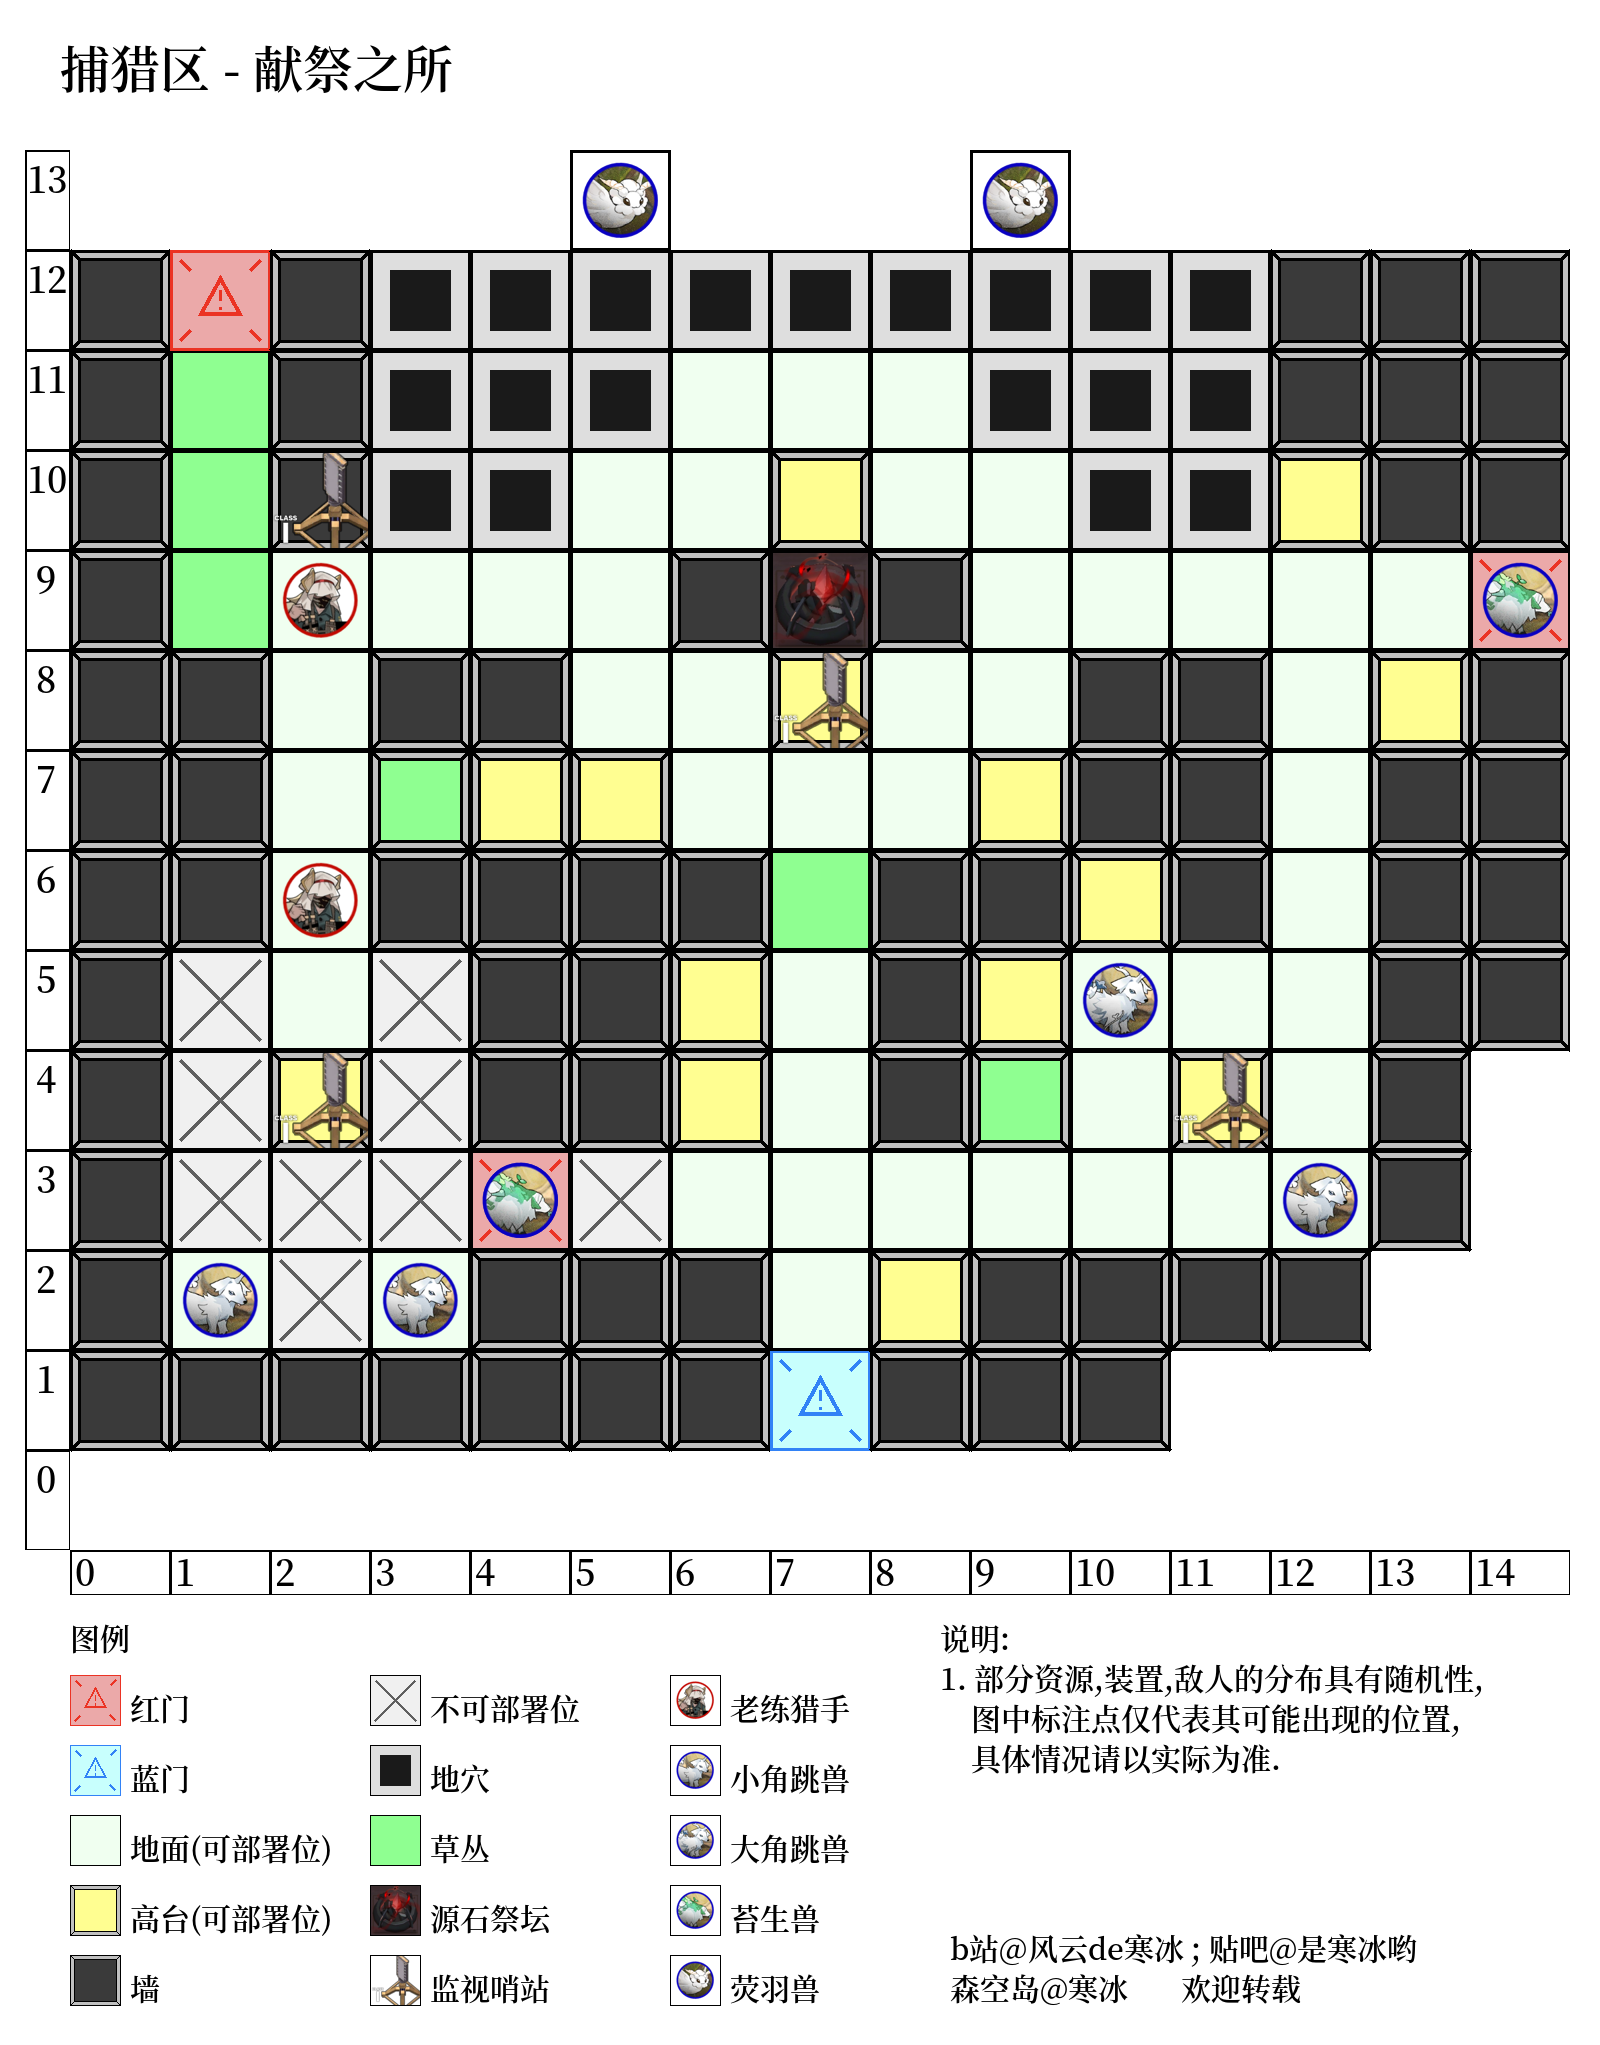 捕猎区 - 献祭之所
13
12
11
10
CLASS
I
9
8
CLASS
I
7
6
5
4
CLASS
I
CLASS
I
3
2
1
0
0 1 2 3 4 5 6 7 8 9 10 11 12 13 14
图例
红门
蓝门
地面(可部署位)
高台(可部署位)
墙
不可部署位
地穴
草丛
源石祭坛
监视哨站
老练猎手
小角跳兽
大角跳兽
苔生兽
荧羽兽
说明:
1. 部分资源,装置,敌人的分布具有随机性,
图中标注点仅代表其可能出现的位置,
具体情况请以实际为准.
b站@风云de寒冰 ; 贴吧@是寒冰哟
森空岛@寒冰 欢迎转载